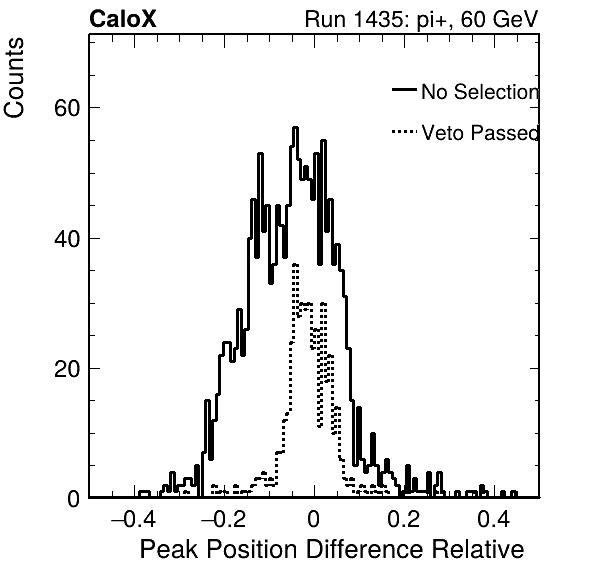 CaloX Run 1435: pi+, 60 GeV
Counts
60
40
20
0
No Selection
Veto Passed
−0.4 −0.2 0 0.2 0.4
Peak Position Difference Relative